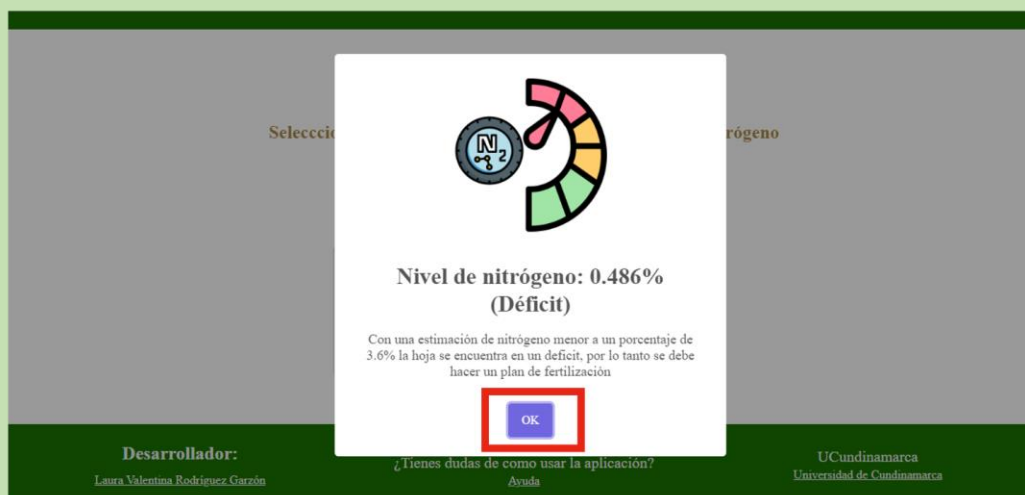 Seleccci
rógeno
N
2
Nivel de nitrógeno: 0.486%
(Déficit)
Con una estimación de nitrógeno menor a un porcentaje de
3.6% la hoja se encuentra en un deficit, por lo tanto se debe
hacer un plan de fertilización
OK
Desarrollador:
Laura Valentina Rodríguez Garzón
¿Tienes dudas de como usar la aplicación?
Ayuda
UCundinamarca
Universidad de Cundinamarca